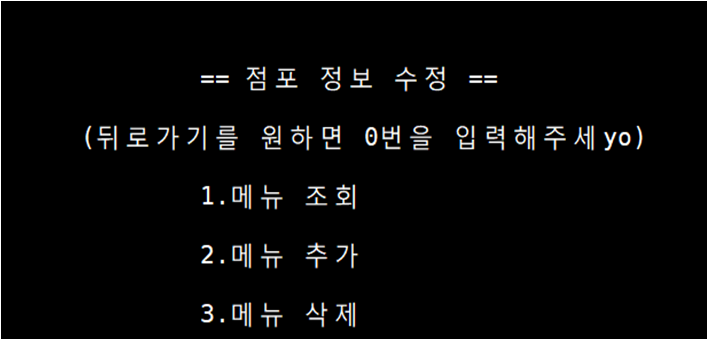 == 점포 정보 수정 ==
(뒤로가기를 원하면 0번을 입력해주세yo)
1.메뉴 조회
2.메뉴 추가
3.메뉴 삭제